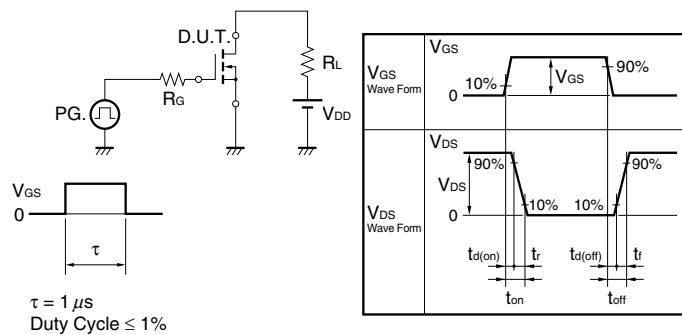 D.U.T.
RL
RG
PG.
VDD
VGS
0
τ
τ = 1 μs
Duty Cycle ≤ 1%
VGS
Wave Form
VGS
10%
VGS
90%
0
VDS
Wave Form
VDS
90%
VDS
10%
10%
90%
0
td(on)
tr
td(off)
tf
ton
toff